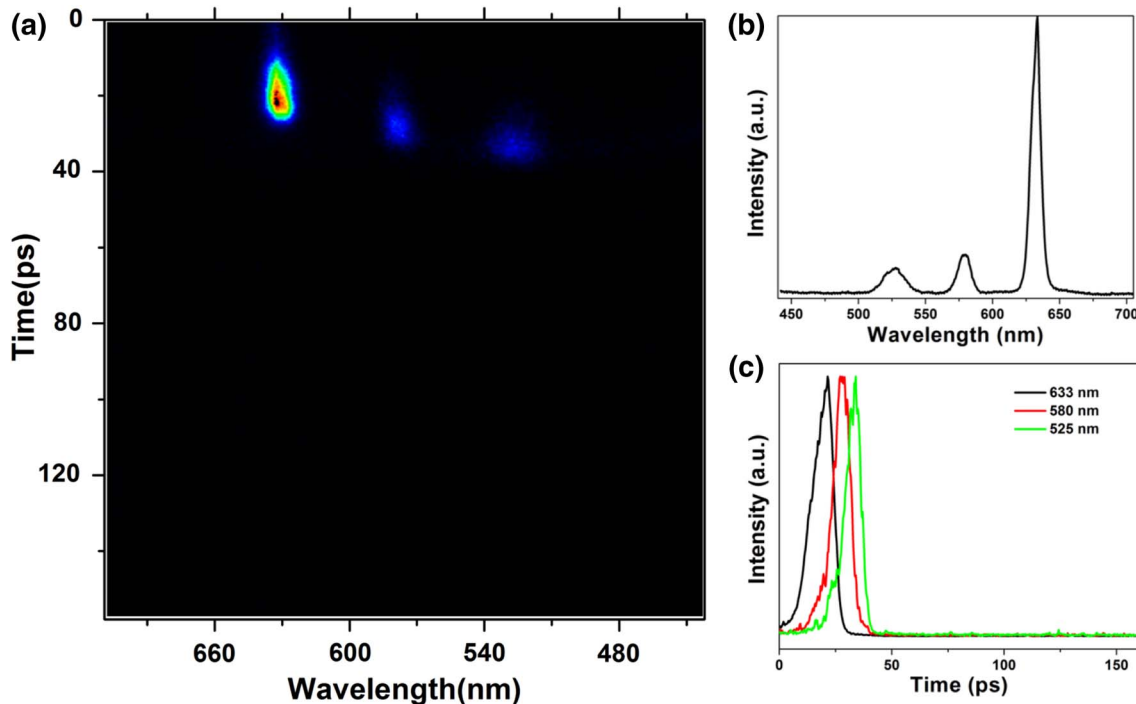 (a)
0
40
80
120
Time(ps)
660 600 540 480
Wavelength(nm)
(b)
Intensity (a.u.)
450 500 550 600 650 700
Wavelength (nm)
(c)
Intensity (a.u.)
633 nm
580 nm
525 nm
0 50 100 150
Time (ps)